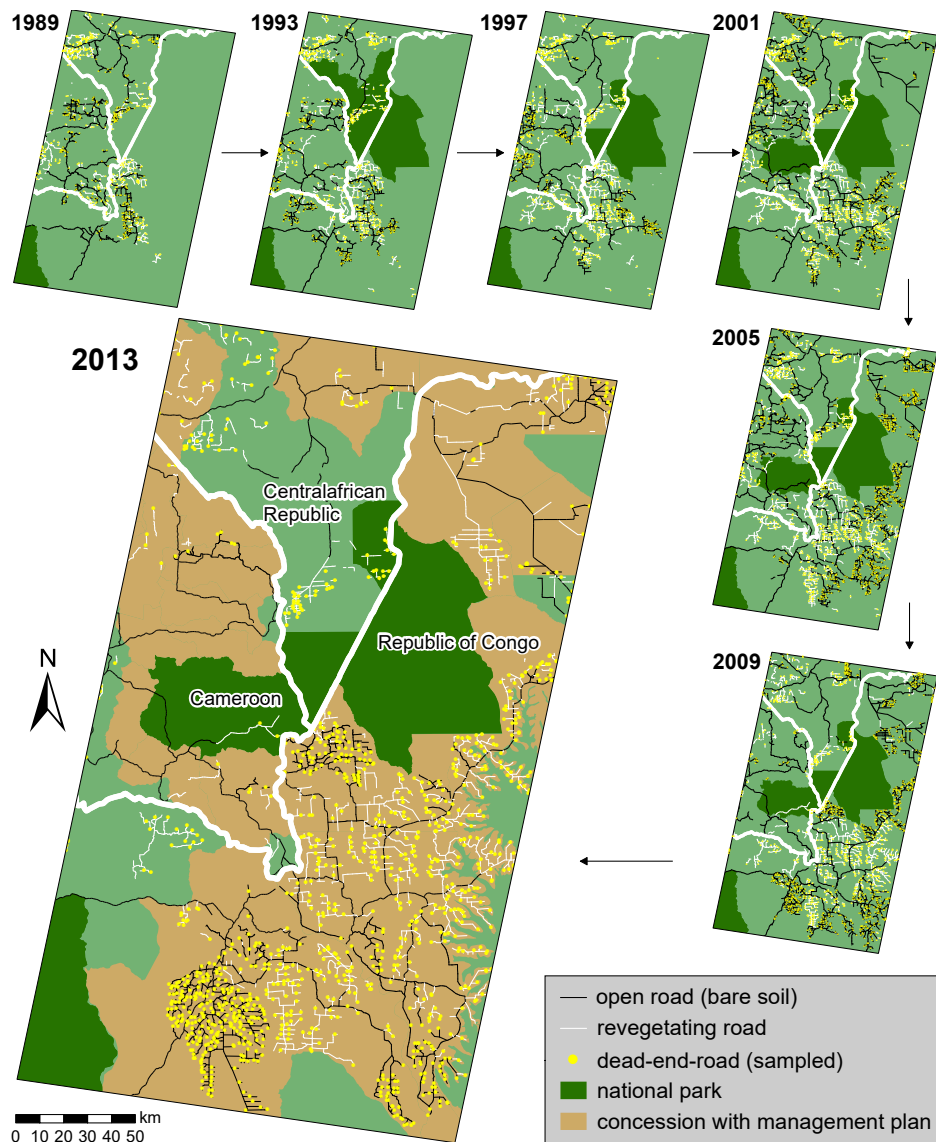 1989
1993
1997
2001
2005
2013
2009
Centralafrican
Republic
Republic of Congo
Cameroon
N
km
0 10 20 30 40 50
open road (bare soil)
revegetating road
dead-end-road (sampled)
national park
concession with management plan